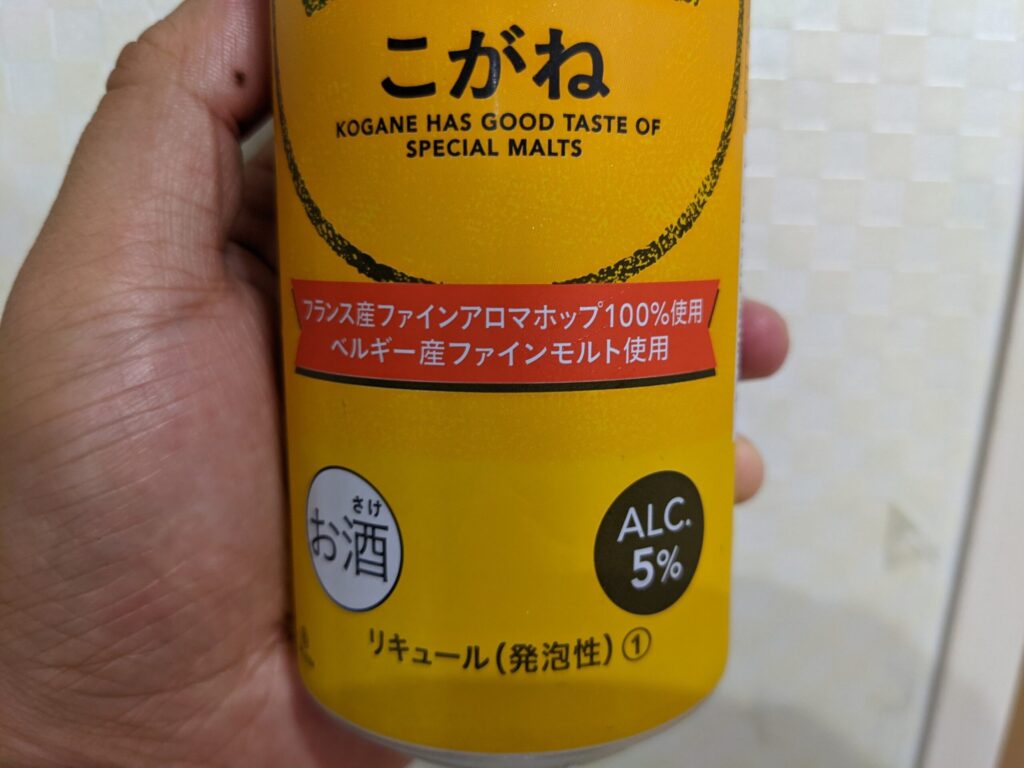 こがね
KOGANE HAS GOOD TASTE OF
SPECIAL MALTS
フランス産ファインアロマホップ100%使用
ベルギー産ファインモルト使用
さけ
お酒
ALC.
5%
リキュール(発泡性)①